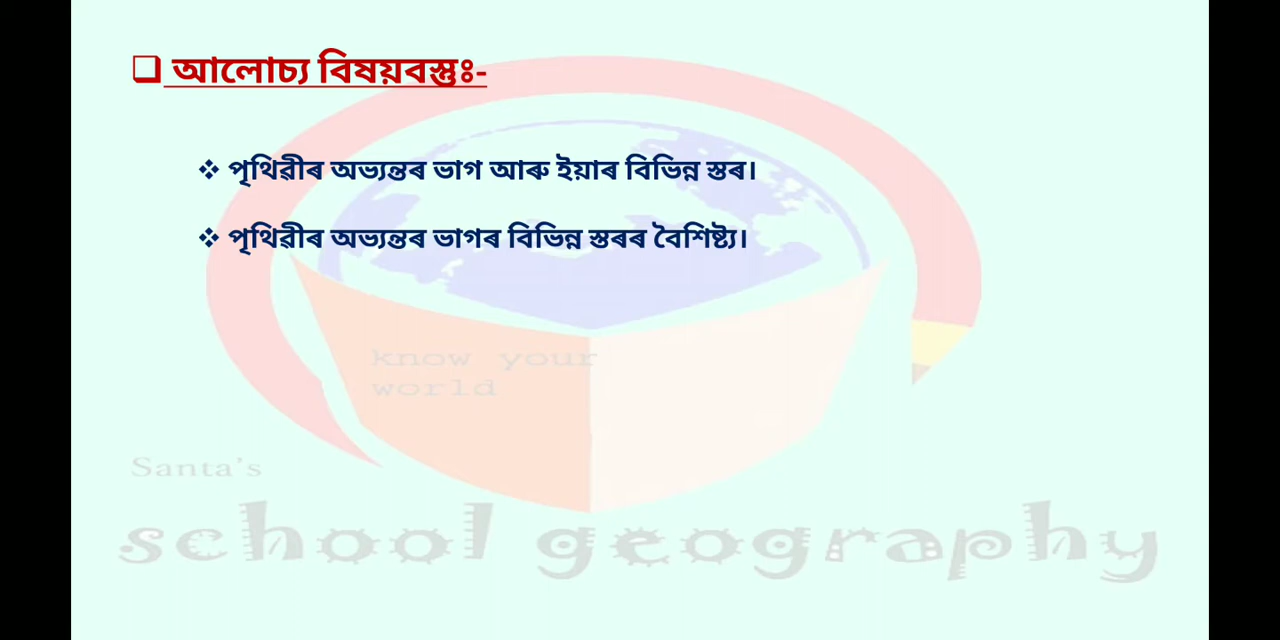 ❑ আলোচ্য বিষয়বস্তুঃ-
❖ পৃথিৱীৰ অভ্যন্তৰ ভাগ আৰু ইয়াৰ বিভিন্ন স্তৰ।
❖ পৃথিৱীৰ অভ্যন্তৰ ভাগৰ বিভিন্ন স্তৰৰ বৈশিষ্ট্য।
know your
world
Santa's
school geography